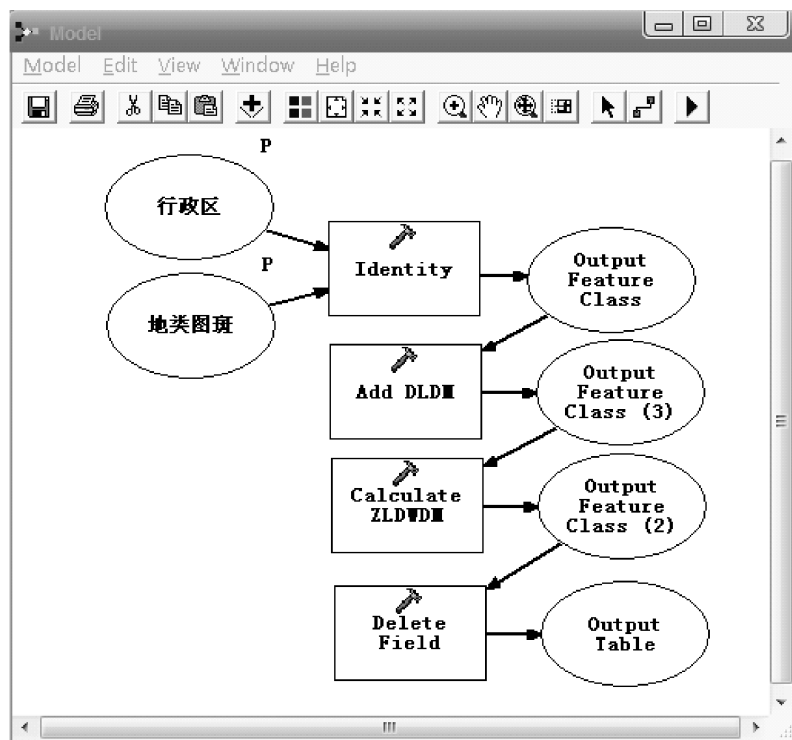 Model
Model Edit View Window Help
P
行政区
P
地类图斑
Identity
Output
Feature
Class
Add DLDM
Output
Feature
Class (3)
Calculate
ZLDWDM
Output
Feature
Class (2)
Delete
Field
Output
Table